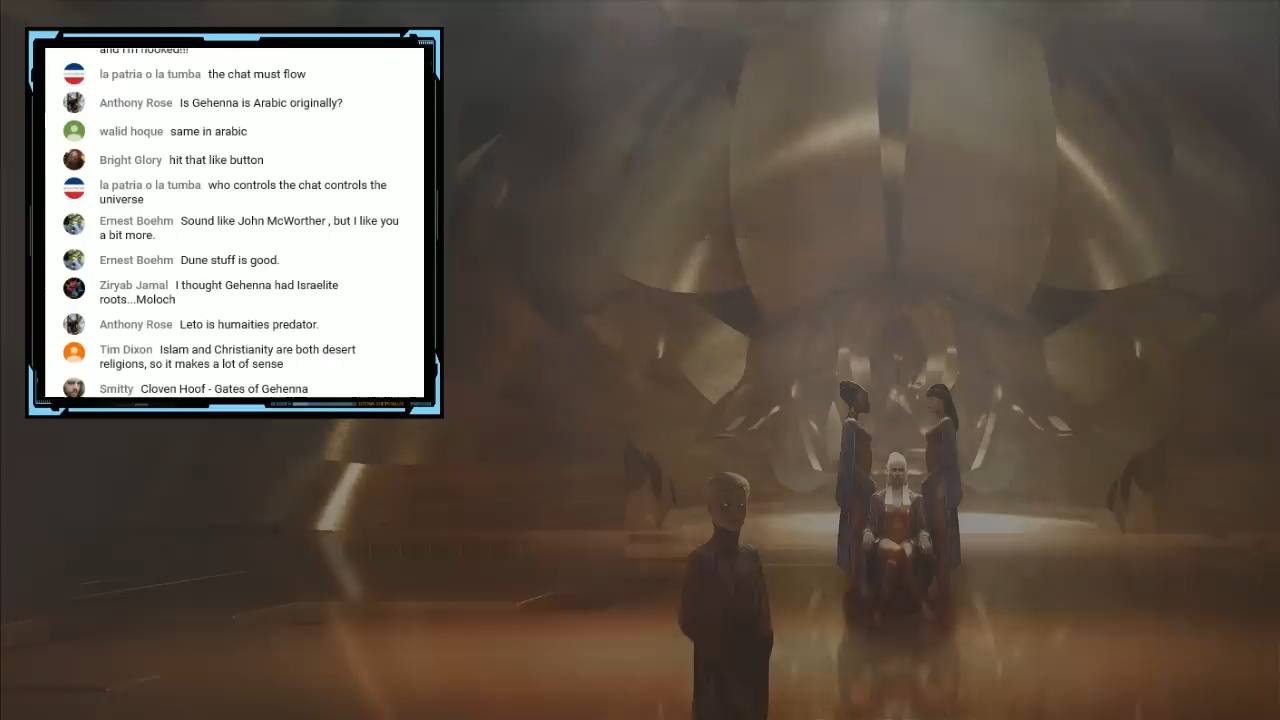 and I'm hooked!!!
la patria o la tumba the chat must flow
Anthony Rose Is Gehenna is Arabic originally?
walid hoque same in arabic
Bright Glory hit that like button
la patria o la tumba who controls the chat controls the
universe
Ernest Boehm Sound like John McWorther , but I like you
a bit more.
Ernest Boehm Dune stuff is good.
Ziryab Jamal I thought Gehenna had Israelite
roots...Moloch
Anthony Rose Leto is humaities predator.
Tim Dixon Islam and Christianity are both desert
religions, so it makes a lot of sense
Smitty Cloven Hoof - Gates of Gehenna